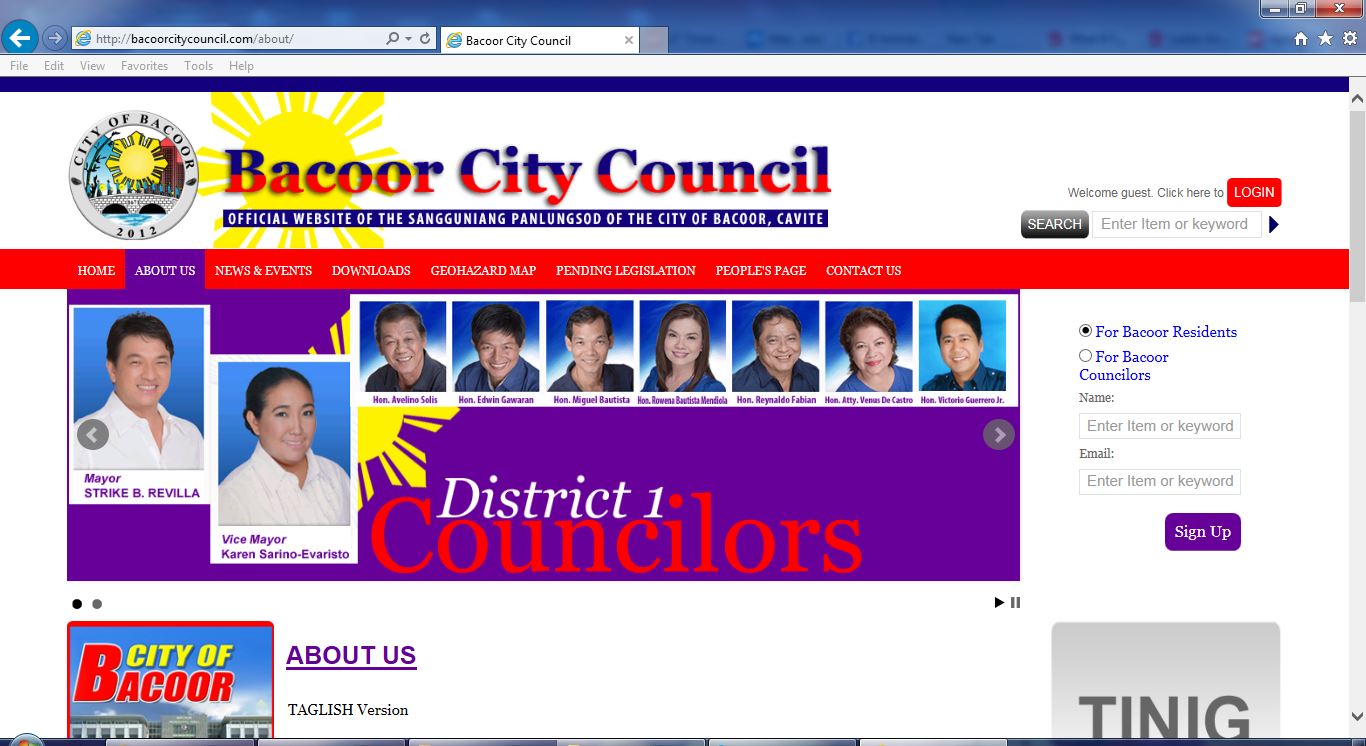 http://bacoorcitycouncil.com/about/
Bacoor City Council
File Edit View Favorites Tools Help
CITY OF BACOOR
2012
Bacoor City Council
OFFICIAL WEBSITE OF THE SANGGUNIANG PANLUNGSOD OF THE CITY OF BACOOR, CAVITE
Welcome guest. Click here to LOGIN
SEARCH Enter Item or keyword
HOME ABOUT US NEWS & EVENTS DOWNLOADS GEOHAZARD MAP PENDING LEGISLATION PEOPLE'S PAGE CONTACT US
Hon. Avelino Solis Hon. Edwin Gawaran Hon. Miguel Bautista Hon. Rowena Bautista Mendiola Hon. Reynaldo Fabian Hon. Atty. Venus De Castro Hon. Victorio Guerrero Jr.
Mayor
STRIKE B. REVILLA
Vice Mayor
Karen Sarino-Evaristo
District 1
Councilors
For Bacoor Residents
For Bacoor
Councilors
Name:
Enter Item or keyword
Email:
Enter Item or keyword
Sign Up
CITY OF
BACOOR
ABOUT US
TAGLISH Version
TINIG